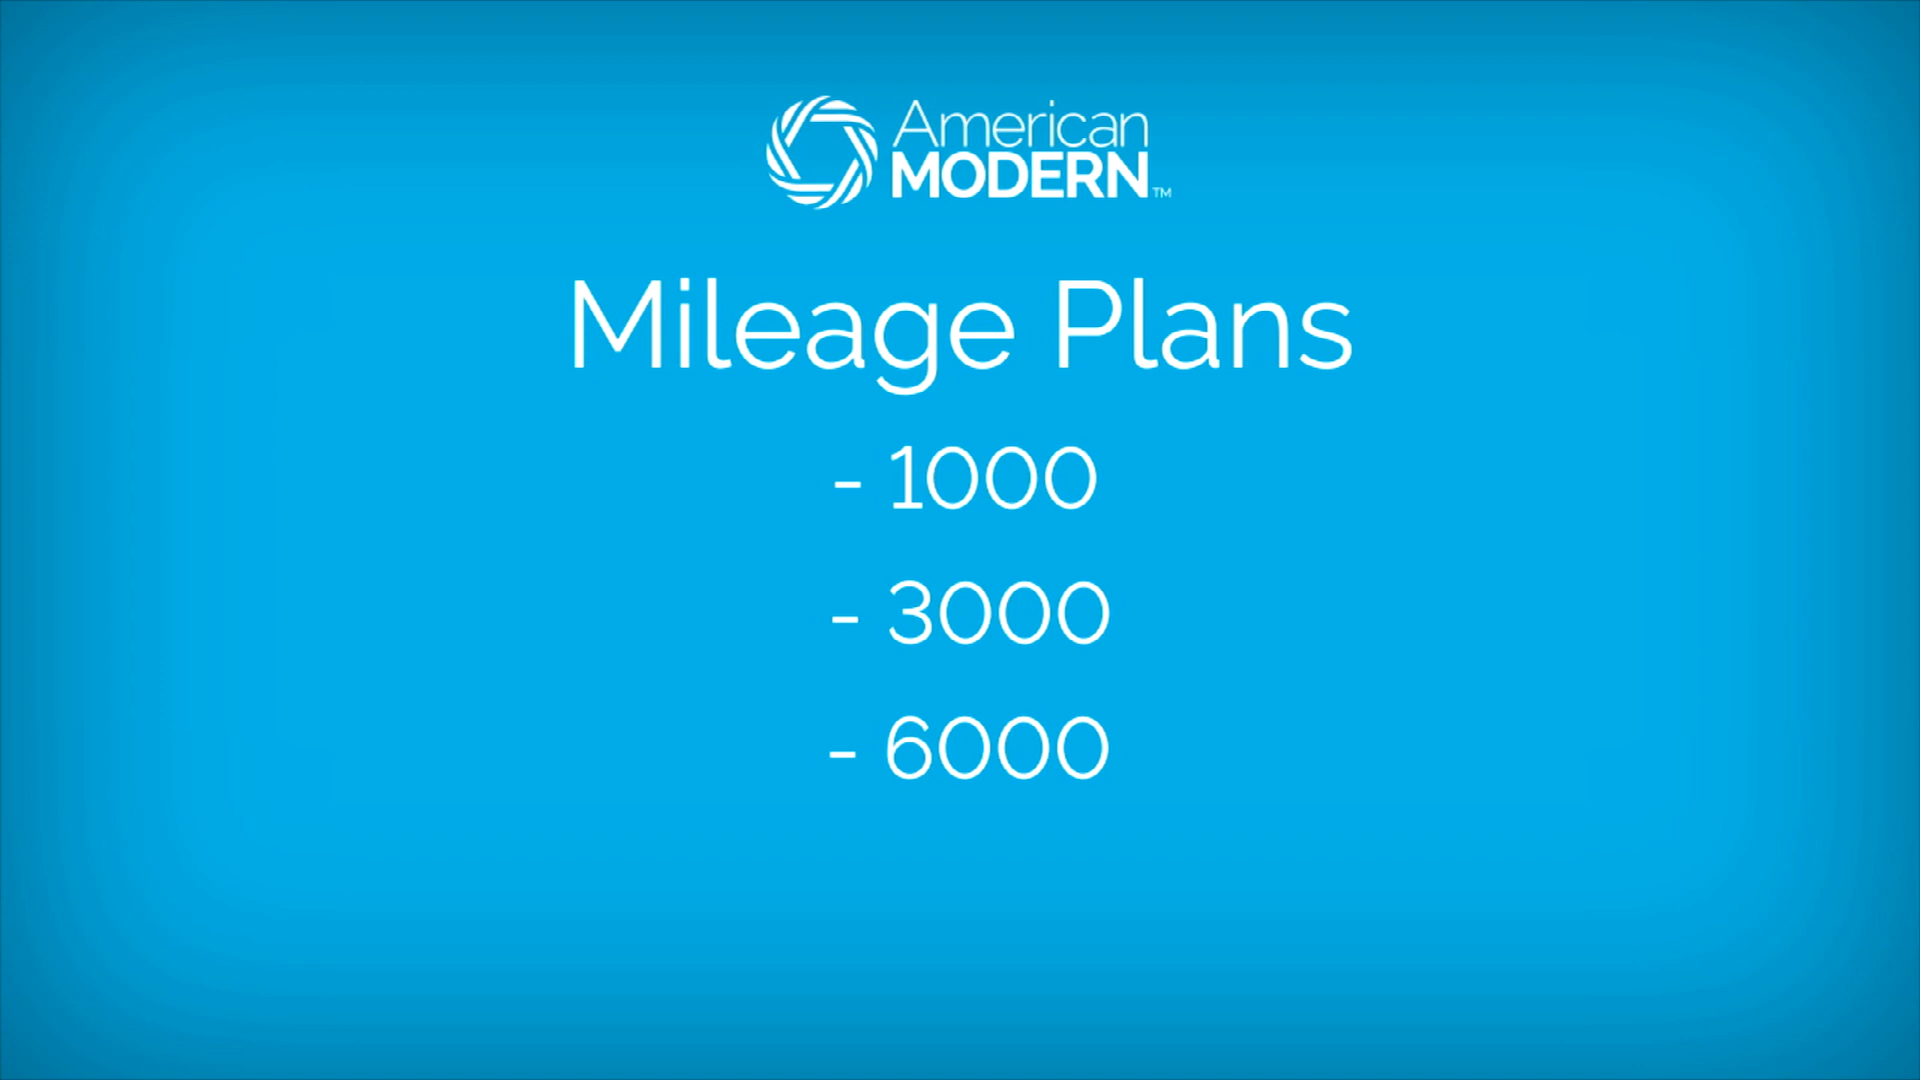 American
MODERN™
Mileage Plans
- 1000
- 3000
- 6000